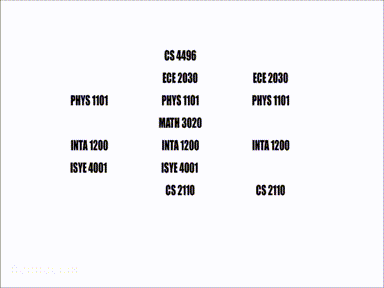 CS 4496
ECE 2030 ECE 2030
PHYS 1101 PHYS 1101 PHYS 1101
MATH 3020
INTA 1200 INTA 1200 INTA 1200
ISYE 4001 ISYE 4001
CS 2110 CS 2110